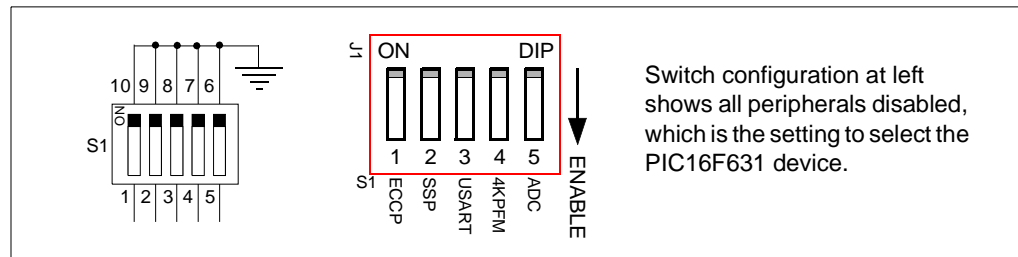 10 9 8 7 6
ON
S1
1 2 3 4 5
J1
ON DIP
1 2 3 4 5
S1
ECCP
SSP
USART
4KPFM
ADC
ENABLE
Switch configuration at left
shows all peripherals disabled,
which is the setting to select the
PIC16F631 device.